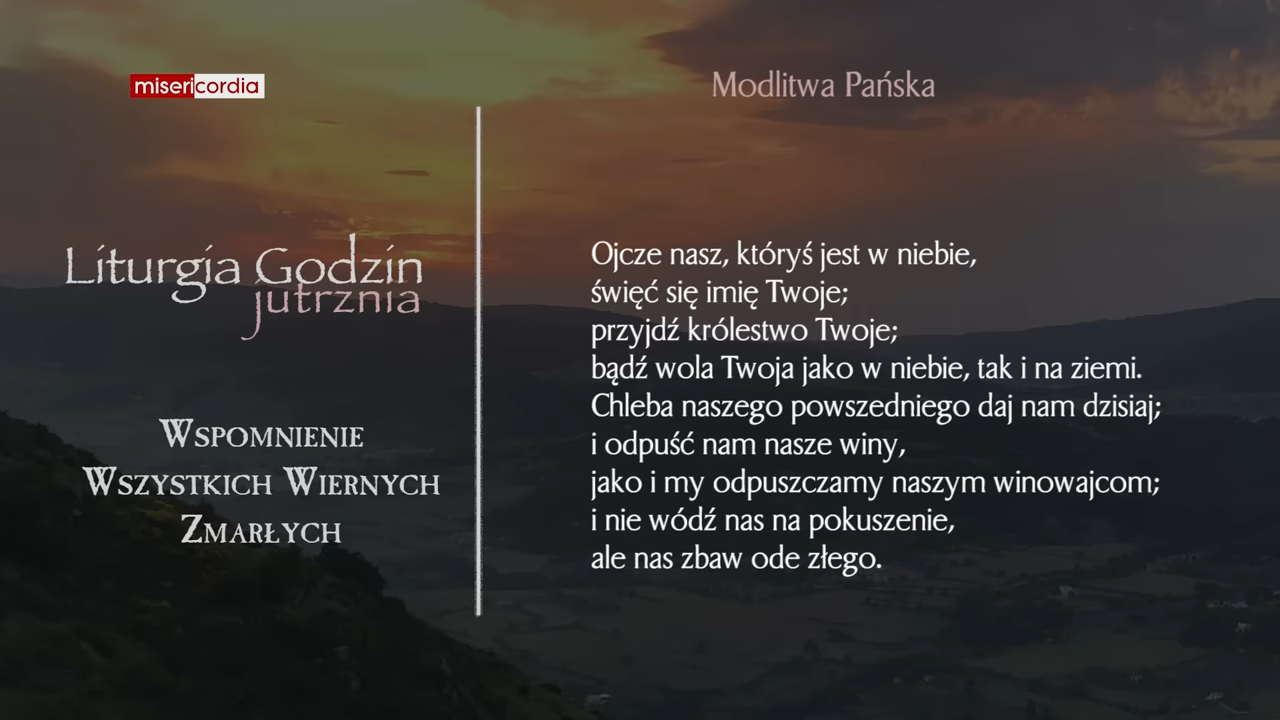 misericordia
Liturgia Godzin
jutrznia
Wspomnienie
Wszystkich Wiernych
Zmarłych
Modlitwa Pańska
Ojcze nasz, któryś jest w niebie,
święć się imię Twoje;
przyjdź królestwo Twoje;
bądź wola Twoja jako w niebie, tak i na ziemi.
Chleba naszego powszedniego daj nam dzisiaj;
i odpuść nam nasze winy,
jako i my odpuszczamy naszym winowajcom;
i nie wódź nas na pokuszenie,
ale nas zbaw ode złego.